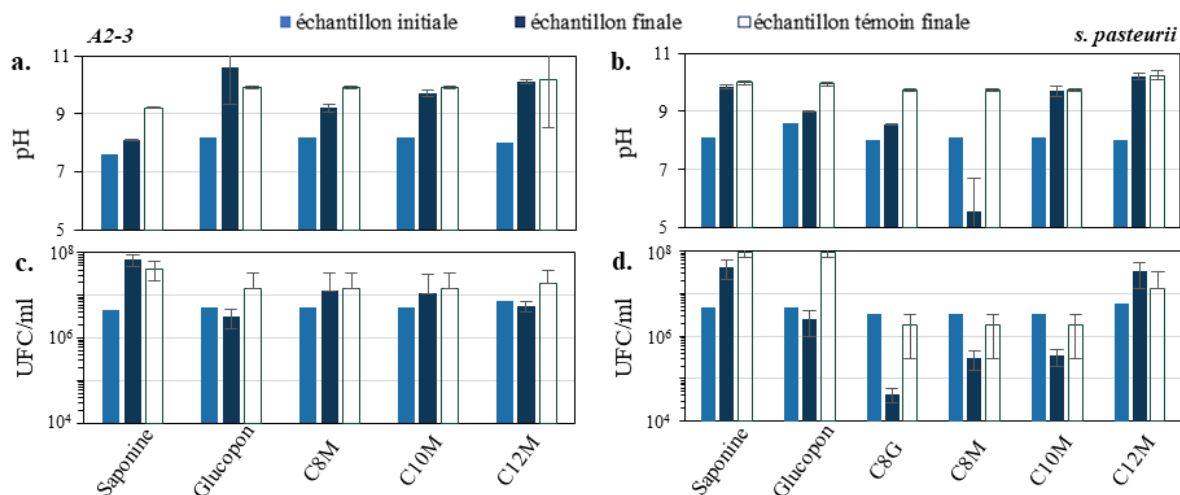 échantillon initiale échantillon finale échantillon témoin finale
A2-3 s. pasteurii
a. b.
11 11
9 9
7 7
5 5
pH pH
c. d.
10⁸ 10⁸
10⁶ 10⁶
10⁴ 10⁴
UFC/ml UFC/ml
Saponine Glucopon C8M C10M C12M Saponine Glucopon C8G C8M C10M C12M